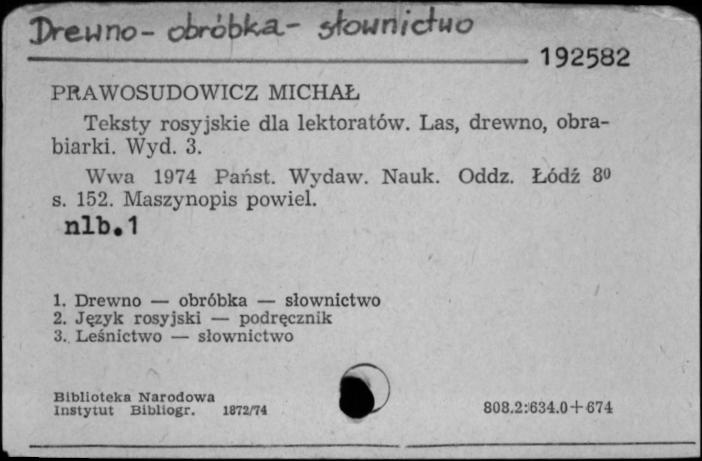 Drewno - obróbka - słownictwo
192582
PRAWOSUDOWICZ MICHAŁ
Teksty rosyjskie dla lektoratów. Las, drewno, obra-
biarki. Wyd. 3.
Wwa 1974 Państ. Wydaw. Nauk. Oddz. Łódź 8⁰
s. 152. Maszynopis powiel.
nlb.1
1. Drewno — obróbka — słownictwo
2. Język rosyjski — podręcznik
3. Leśnictwo — słownictwo
Biblioteka Narodowa
Instytut Bibliogr. 1872/74
808.2:634.0+674